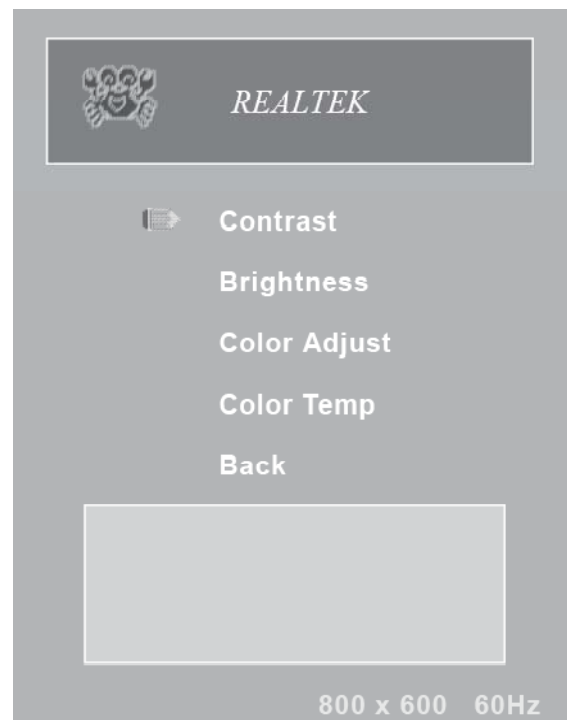 REALTEK
Contrast
Brightness
Color Adjust
Color Temp
Back
800 x 600 60Hz